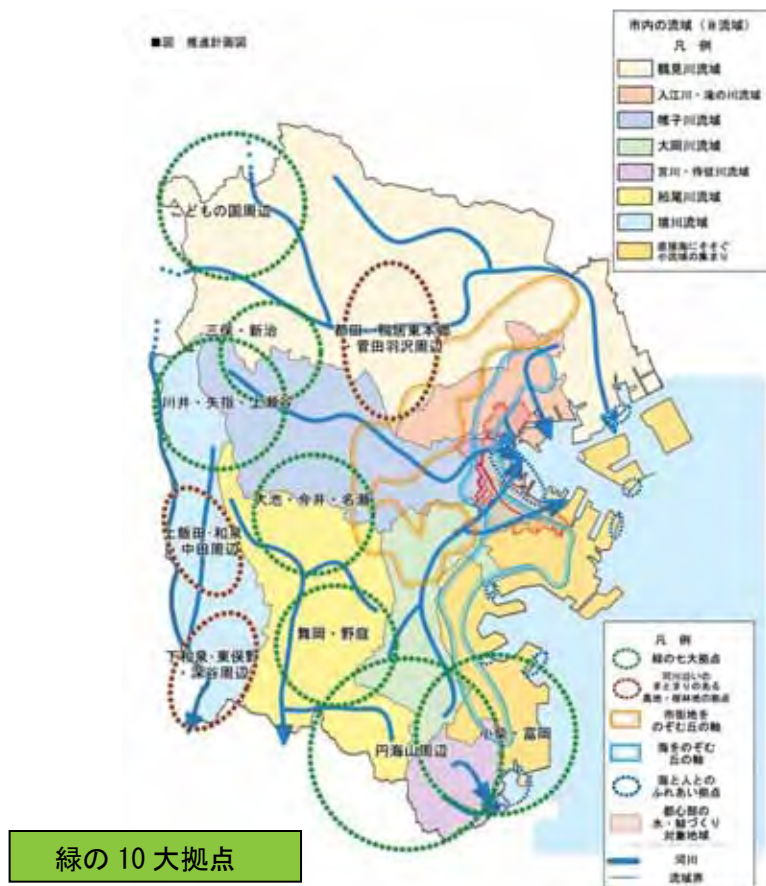 ■図 推進計画図
市内の流域(8流域)
凡 例
鶴見川流域
入江川・滝の川流域
帷子川流域
大岡川流域
宮川・侍従川流域
柏尾川流域
境川流域
直接海にそそぐ
小流域の集まり
こどもの国周辺
三保・新治
都田・鴨居東本郷
・菅田羽沢周辺
川井・矢指・上瀬谷
大池・今井・名瀬
上飯田・和泉・
中田周辺
舞岡・野庭
下和泉・東俣野
・深谷周辺
円海山周辺
小柴・富岡
凡 例
緑の七大拠点
河川沿いの
まとまりのある
農地・樹林地の拠点
市街地を
のぞむ丘の軸
海をのぞむ
丘の軸
海と人との
ふれあい拠点
都心部の
水・緑づくり
対象地域
河川
流域界
緑の10大拠点